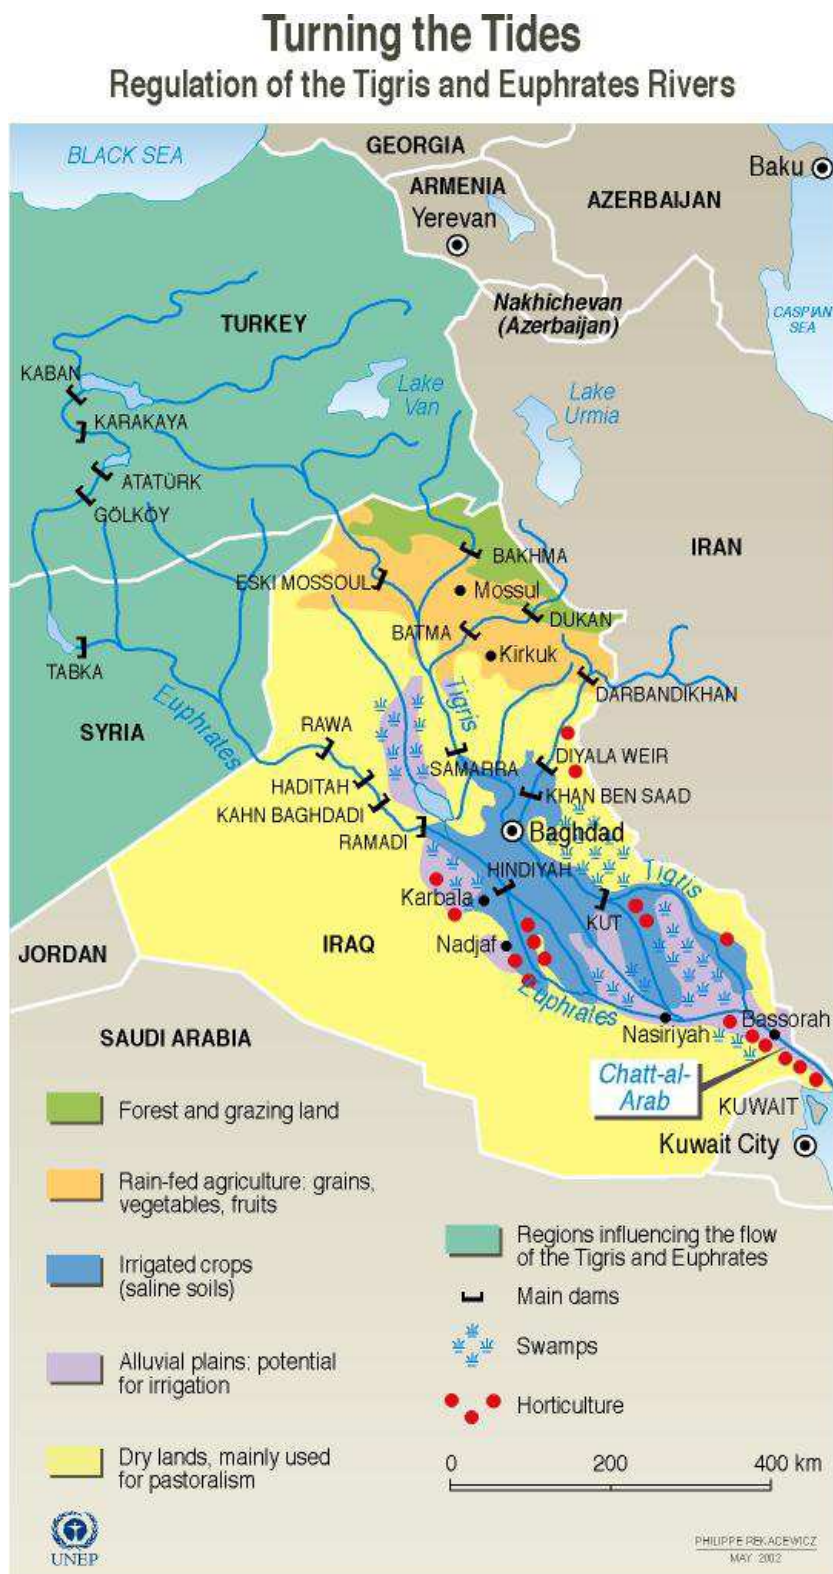 Turning the Tides
Regulation of the Tigris and Euphrates Rivers
BLACK SEA
GEORGIA
Baku
ARMENIA
AZERBAIJAN
Yerevan
Nakhichevan
(Azerbaijan)
CASPIAN
SEA
TURKEY
KABAN
Lake
Van
Lake
Urmia
KARAKAYA
ATATÜRK
GÖLKÖY
IRAN
BAKHMA
ESKI MOSSOUL
Mossul
DUKAN
BATMA
Kirkuk
TABKA
DARBANDIKHAN
Euphrates
Tigris
SYRIA
RAWA
DIYALA WEIR
SAMARRA
HADITAH
KHAN BEN SAAD
KAHN BAGHDADI
RAMADI
Baghdad
HINDIYAH
Tigris
Karbala
KUT
IRAQ
Nadjaf
JORDAN
Euphrates
Bassorah
Nasiriyah
SAUDI ARABIA
Chatt-al-
Arab
KUWAIT
Kuwait City
Forest and grazing land
Rain-fed agriculture: grains,
vegetables, fruits
Irrigated crops
(saline soils)
Alluvial plains: potential
for irrigation
Dry lands, mainly used
for pastoralism
Regions influencing the flow
of the Tigris and Euphrates
Main dams
Swamps
Horticulture
0 200 400 km
UNEP
PHILIPPE REKACEWICZ
MAY 2002